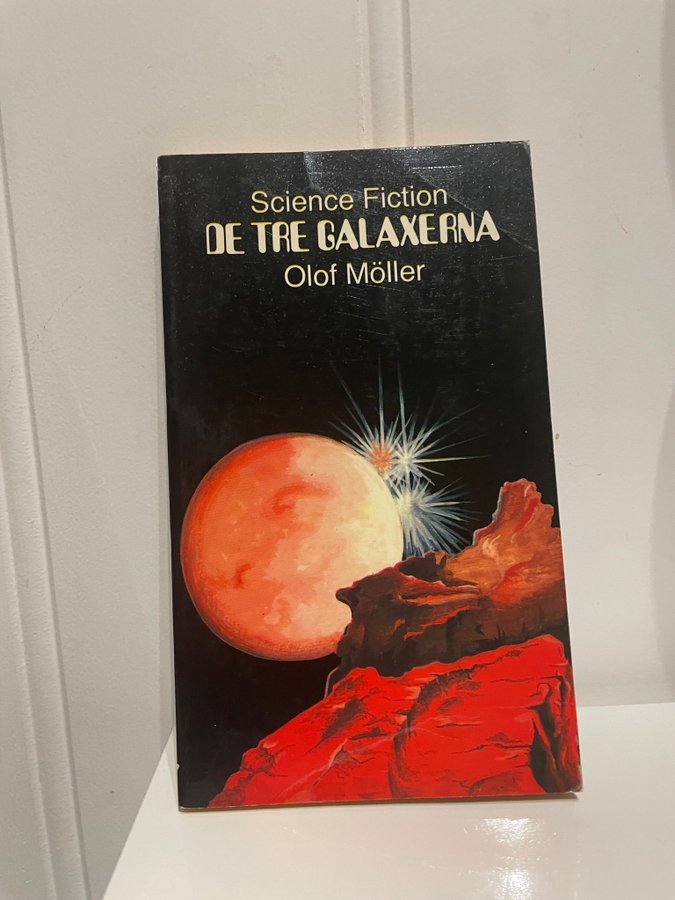 Science Fiction
DE TRE GALAXERNA
Olof Möller